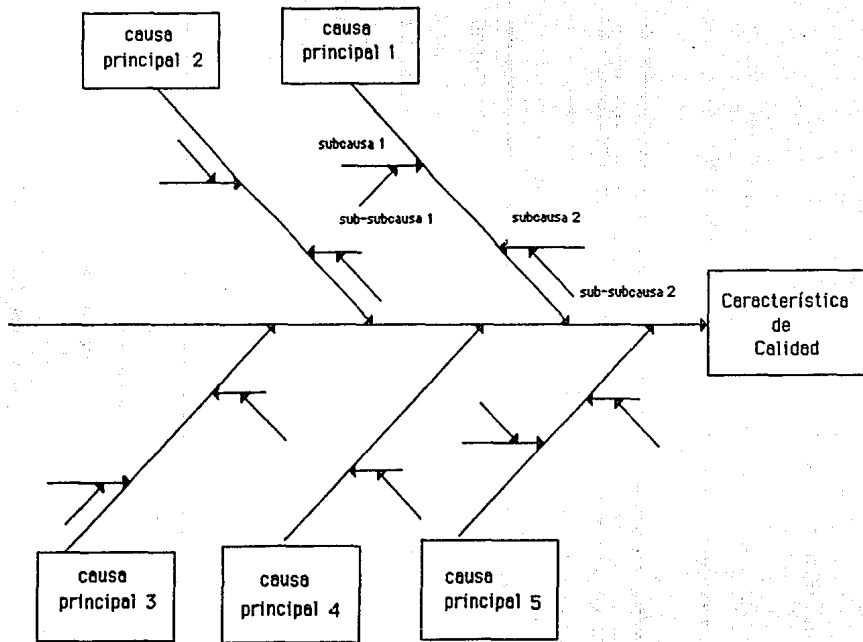 causa
principal 2
causa
principal 1
subcausa 1
sub-subcausa 1
subcausa 2
sub-subcausa 2
Característica
de
Calidad
causa
principal 3
causa
principal 4
causa
principal 5